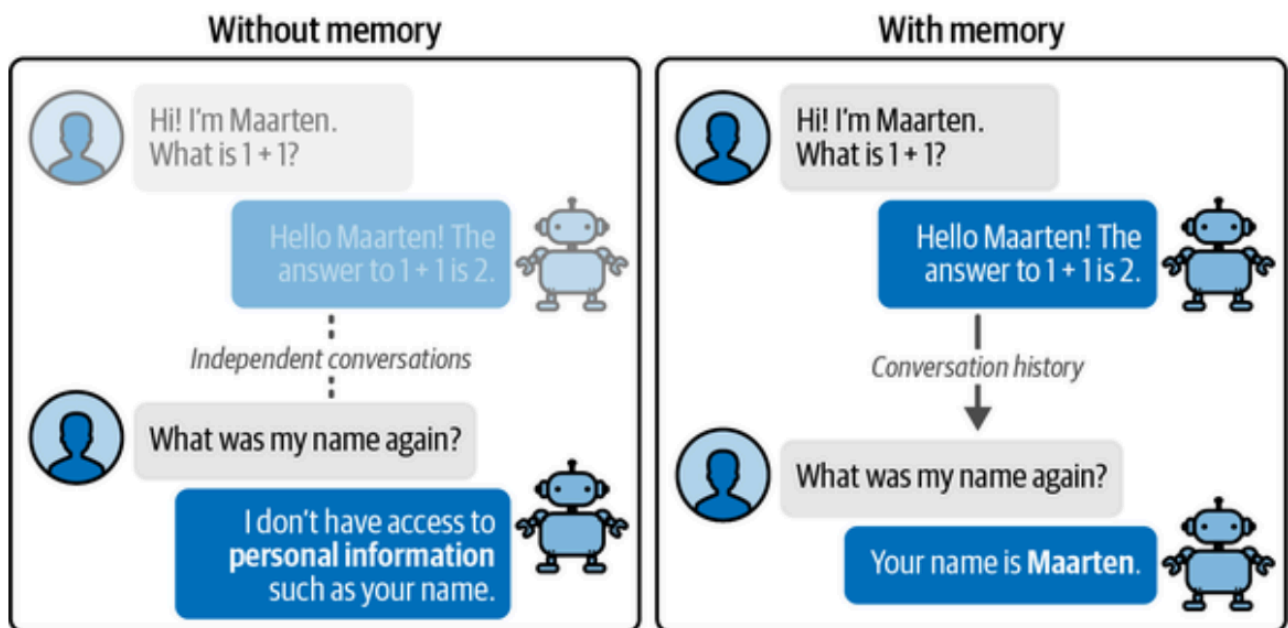 Without memory
Hi! I'm Maarten.
What is 1 + 1?
Hello Maarten! The
answer to 1 + 1 is 2.
Independent conversations
What was my name again?
I don't have access to
personal information
such as your name.
With memory
Hi! I'm Maarten.
What is 1 + 1?
Hello Maarten! The
answer to 1 + 1 is 2.
Conversation history
What was my name again?
Your name is Maarten.